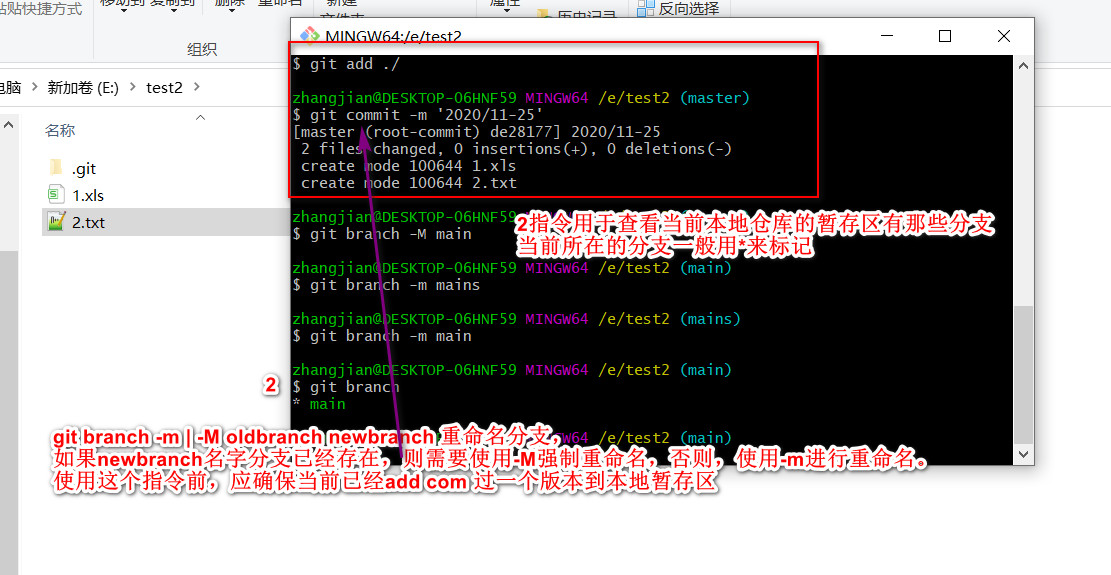 粘贴快捷方式
移动到 复制到
删除 重命名
新建
文件夹
属性
历史记录
反向选择
组织
电脑 > 新加卷 (E:) > test2 >
名称
.git
1.xls
2.txt
MINGW64:/e/test2
$ git add ./
zhangjian@DESKTOP-06HNF59 MINGW64 /e/test2 (master)
$ git commit -m '2020/11-25'
[master (root-commit) de28177] 2020/11-25
2 files changed, 0 insertions(+), 0 deletions(-)
create mode 100644 1.xls
create mode 100644 2.txt
zhangjian@DESKTOP-06HNF59 MINGW64
$ git branch -M main
2指令用于查看当前本地仓库的暂存区有那些分支
当前所在的分支一般用*来标记
zhangjian@DESKTOP-06HNF59 MINGW64 /e/test2 (main)
$ git branch -m mains
zhangjian@DESKTOP-06HNF59 MINGW64 /e/test2 (mains)
$ git branch -m main
zhangjian@DESKTOP-06HNF59 MINGW64 /e/test2 (main)
2
$ git branch
* main
W64 /e/test2 (main)
git branch -m | -M oldbranch newbranch 重命名分支，
如果newbranch名字分支已经存在，则需要使用-M强制重命名，否则，使用-m进行重命名。
使用这个指令前，应确保当前已经add com 过一个版本到本地暂存区